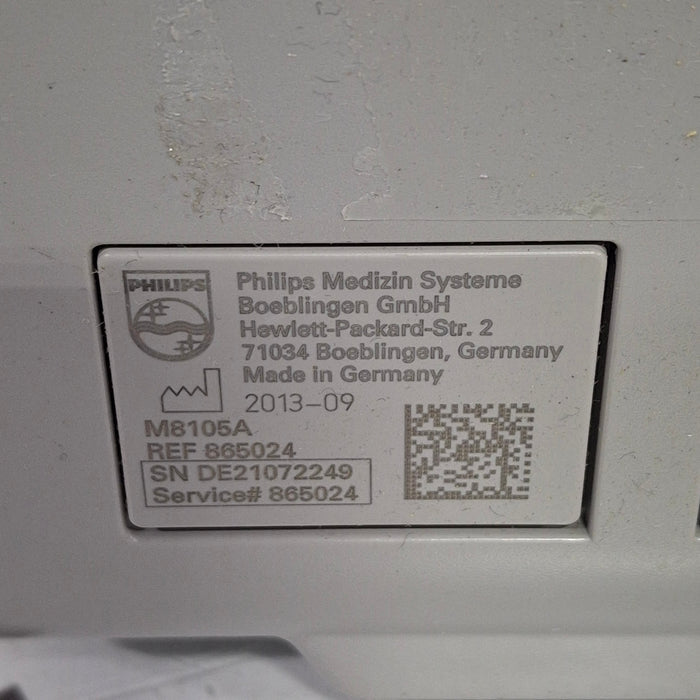 PHILIPS
Philips Medizin Systeme
Boeblingen GmbH
Hewlett-Packard-Str. 2
71034 Boeblingen, Germany
Made in Germany
2013-09
M8105A
REF 865024
SN DE21072249
Service# 865024